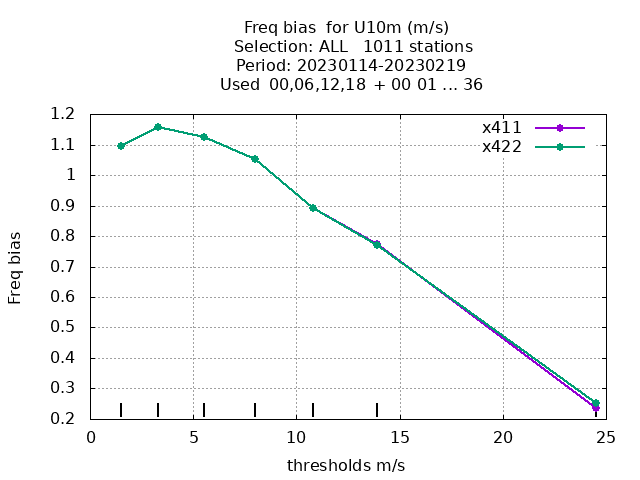 Freq bias  for U10m (m/s)
Selection: ALL   1011 stations
Period: 20230114-20230219
Used  00,06,12,18  + 00 01 ... 36
x411
x422
1.2
1.1
1
0.9
0.8
0.7
0.6
0.5
0.4
0.3
0.2
Freq bias
0
5
10
15
20
25
thresholds m/s